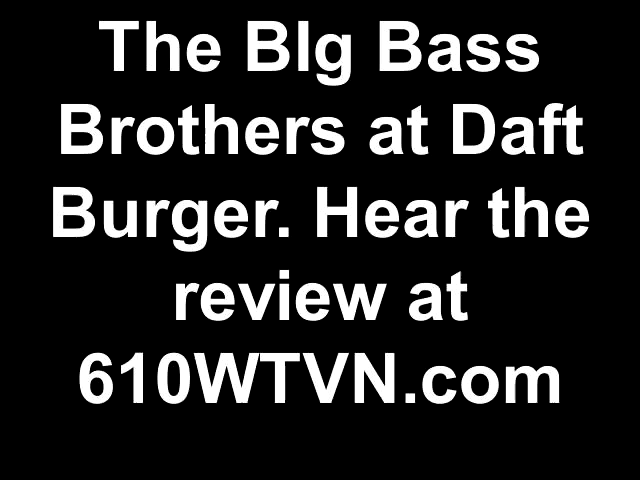 The BIg Bass
Brothers at Daft
Burger. Hear the
review at
610WTVN.com